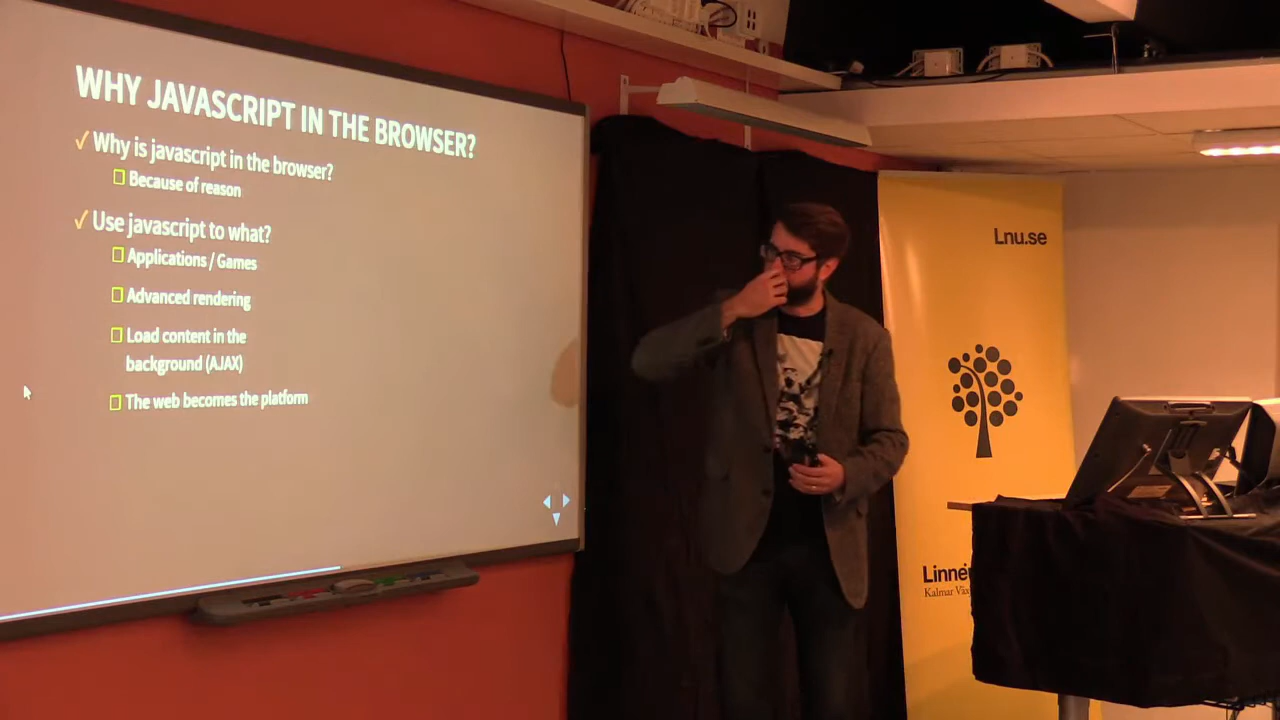 WHY JAVASCRIPT IN THE BROWSER?
✓ Why is javascript in the browser?
Because of reason
✓ Use javascript to what?
Applications / Games
Advanced rendering
Load content in the
background (AJAX)
The web becomes the platform
Lnu.se
Kalmar